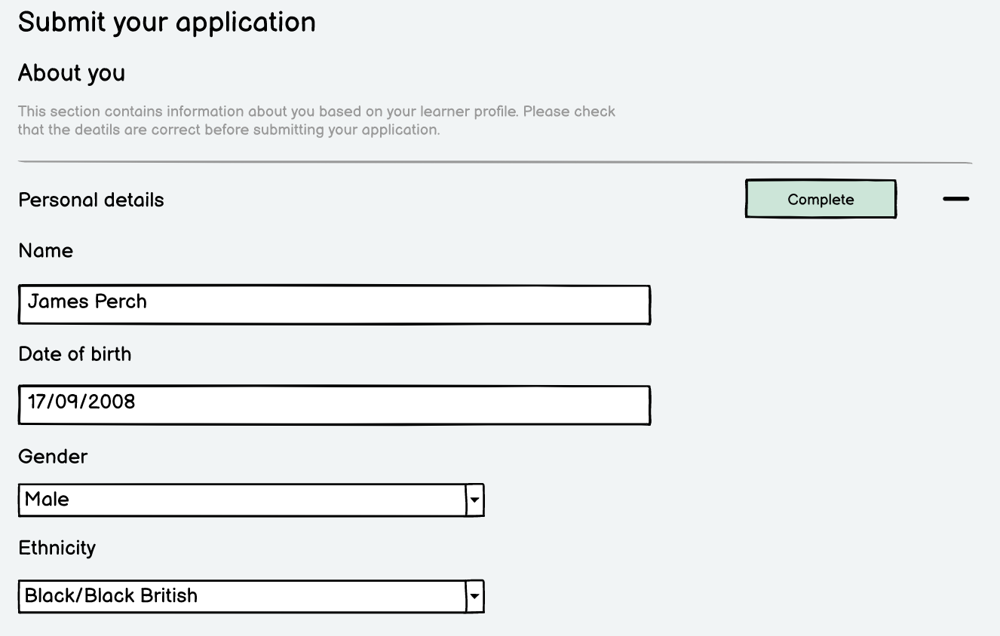 Submit your application
About you
This section contains information about you based on your learner profile. Please check
that the deatils are correct before submitting your application.
Personal details
Complete
Name
James Perch
Date of birth
17/09/2008
Gender
Male
Ethnicity
Black/Black British